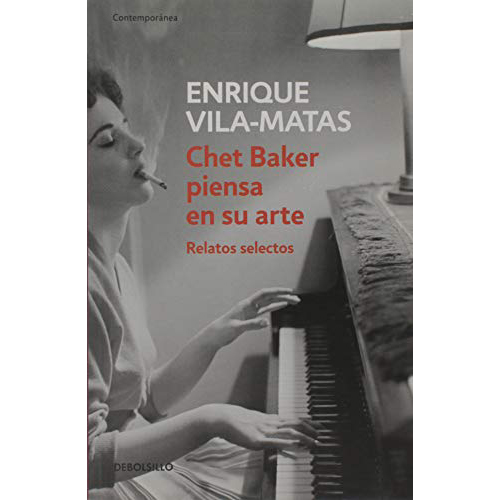 Contemporánea
ENRIQUE
VILA-MATAS
Chet Baker
piensa
en su arte
Relatos selectos
DEBOLSILLO